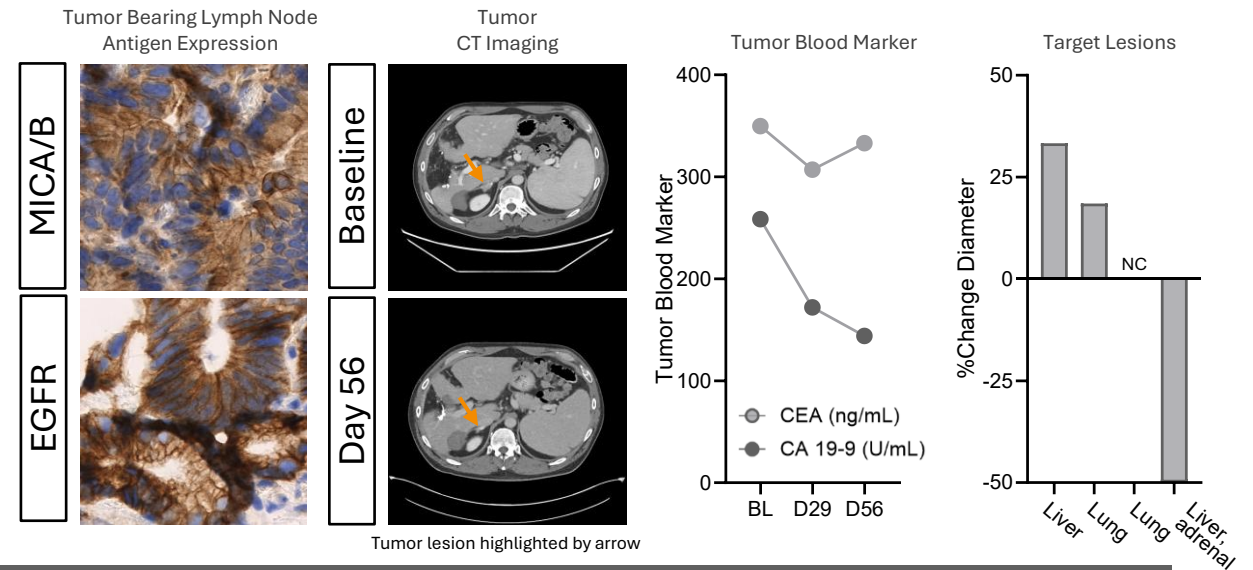 Tumor Bearing Lymph Node
Antigen Expression
MICA/B
EGFR
Tumor
CT Imaging
Baseline
Day 56
Tumor lesion highlighted by arrow
Tumor Blood Marker
Tumor Blood Marker
400
300
200
100
0
CEA (ng/mL)
CA 19-9 (U/mL)
BL D29 D56
Target Lesions
%Change Diameter
50
25
0
-25
-50
NC
Liver
Lung
Lung
Liver,
adrenal